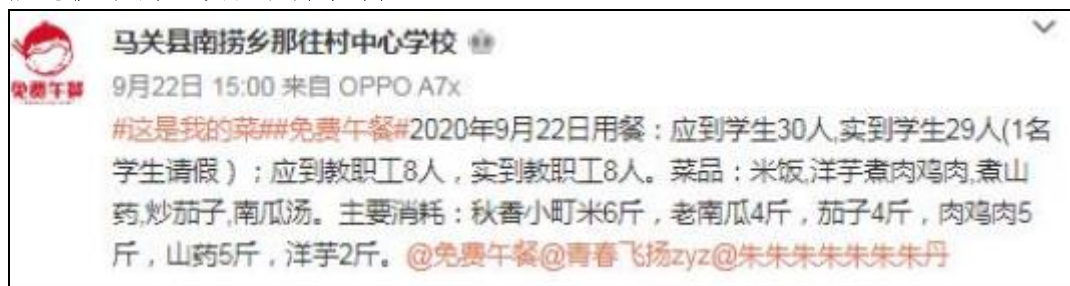 马关县南捞乡那往村中心学校
免费午餐
9月22日 15:00 来自 OPPO A7x
#这是我的菜##免费午餐#2020年9月22日用餐：应到学生30人,实到学生29人(1名
学生请假）；应到教职工8人，实到教职工8人。菜品：米饭,洋芋煮肉鸡肉,煮山
药,炒茄子,南瓜汤。主要消耗：秋香小町米6斤，老南瓜4斤，茄子4斤，肉鸡肉5
斤，山药5斤，洋芋2斤。@免费午餐@青春飞扬zyz@朱朱朱朱朱朱朱丹